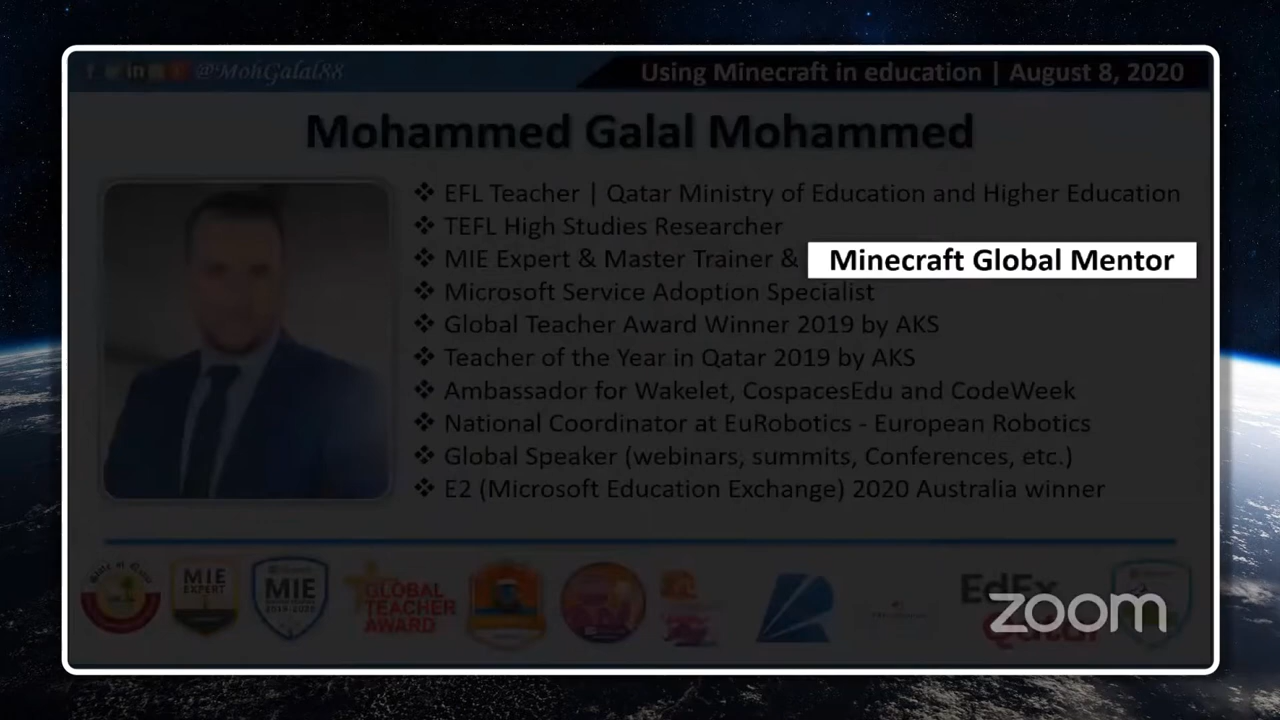 @MohGalal88
Using Minecraft in education | August 8, 2020
Mohammed Galal Mohammed
❖ EFL Teacher | Qatar Ministry of Education and Higher Education
❖ TEFL High Studies Researcher
❖ MIE Expert & Master Trainer & Minecraft Global Mentor
❖ Microsoft Service Adoption Specialist
❖ Global Teacher Award Winner 2019 by AKS
❖ Teacher of the Year in Qatar 2019 by AKS
❖ Ambassador for Wakelet, CospacesEdu and CodeWeek
❖ National Coordinator at EuRobotics - European Robotics
❖ Global Speaker (webinars, summits, Conferences, etc.)
❖ E2 (Microsoft Education Exchange) 2020 Australia winner
MIE
EXPERT
MIE
2019-2020
GLOBAL
TEACHER
AWARD
EdEx
Qatar
zoom